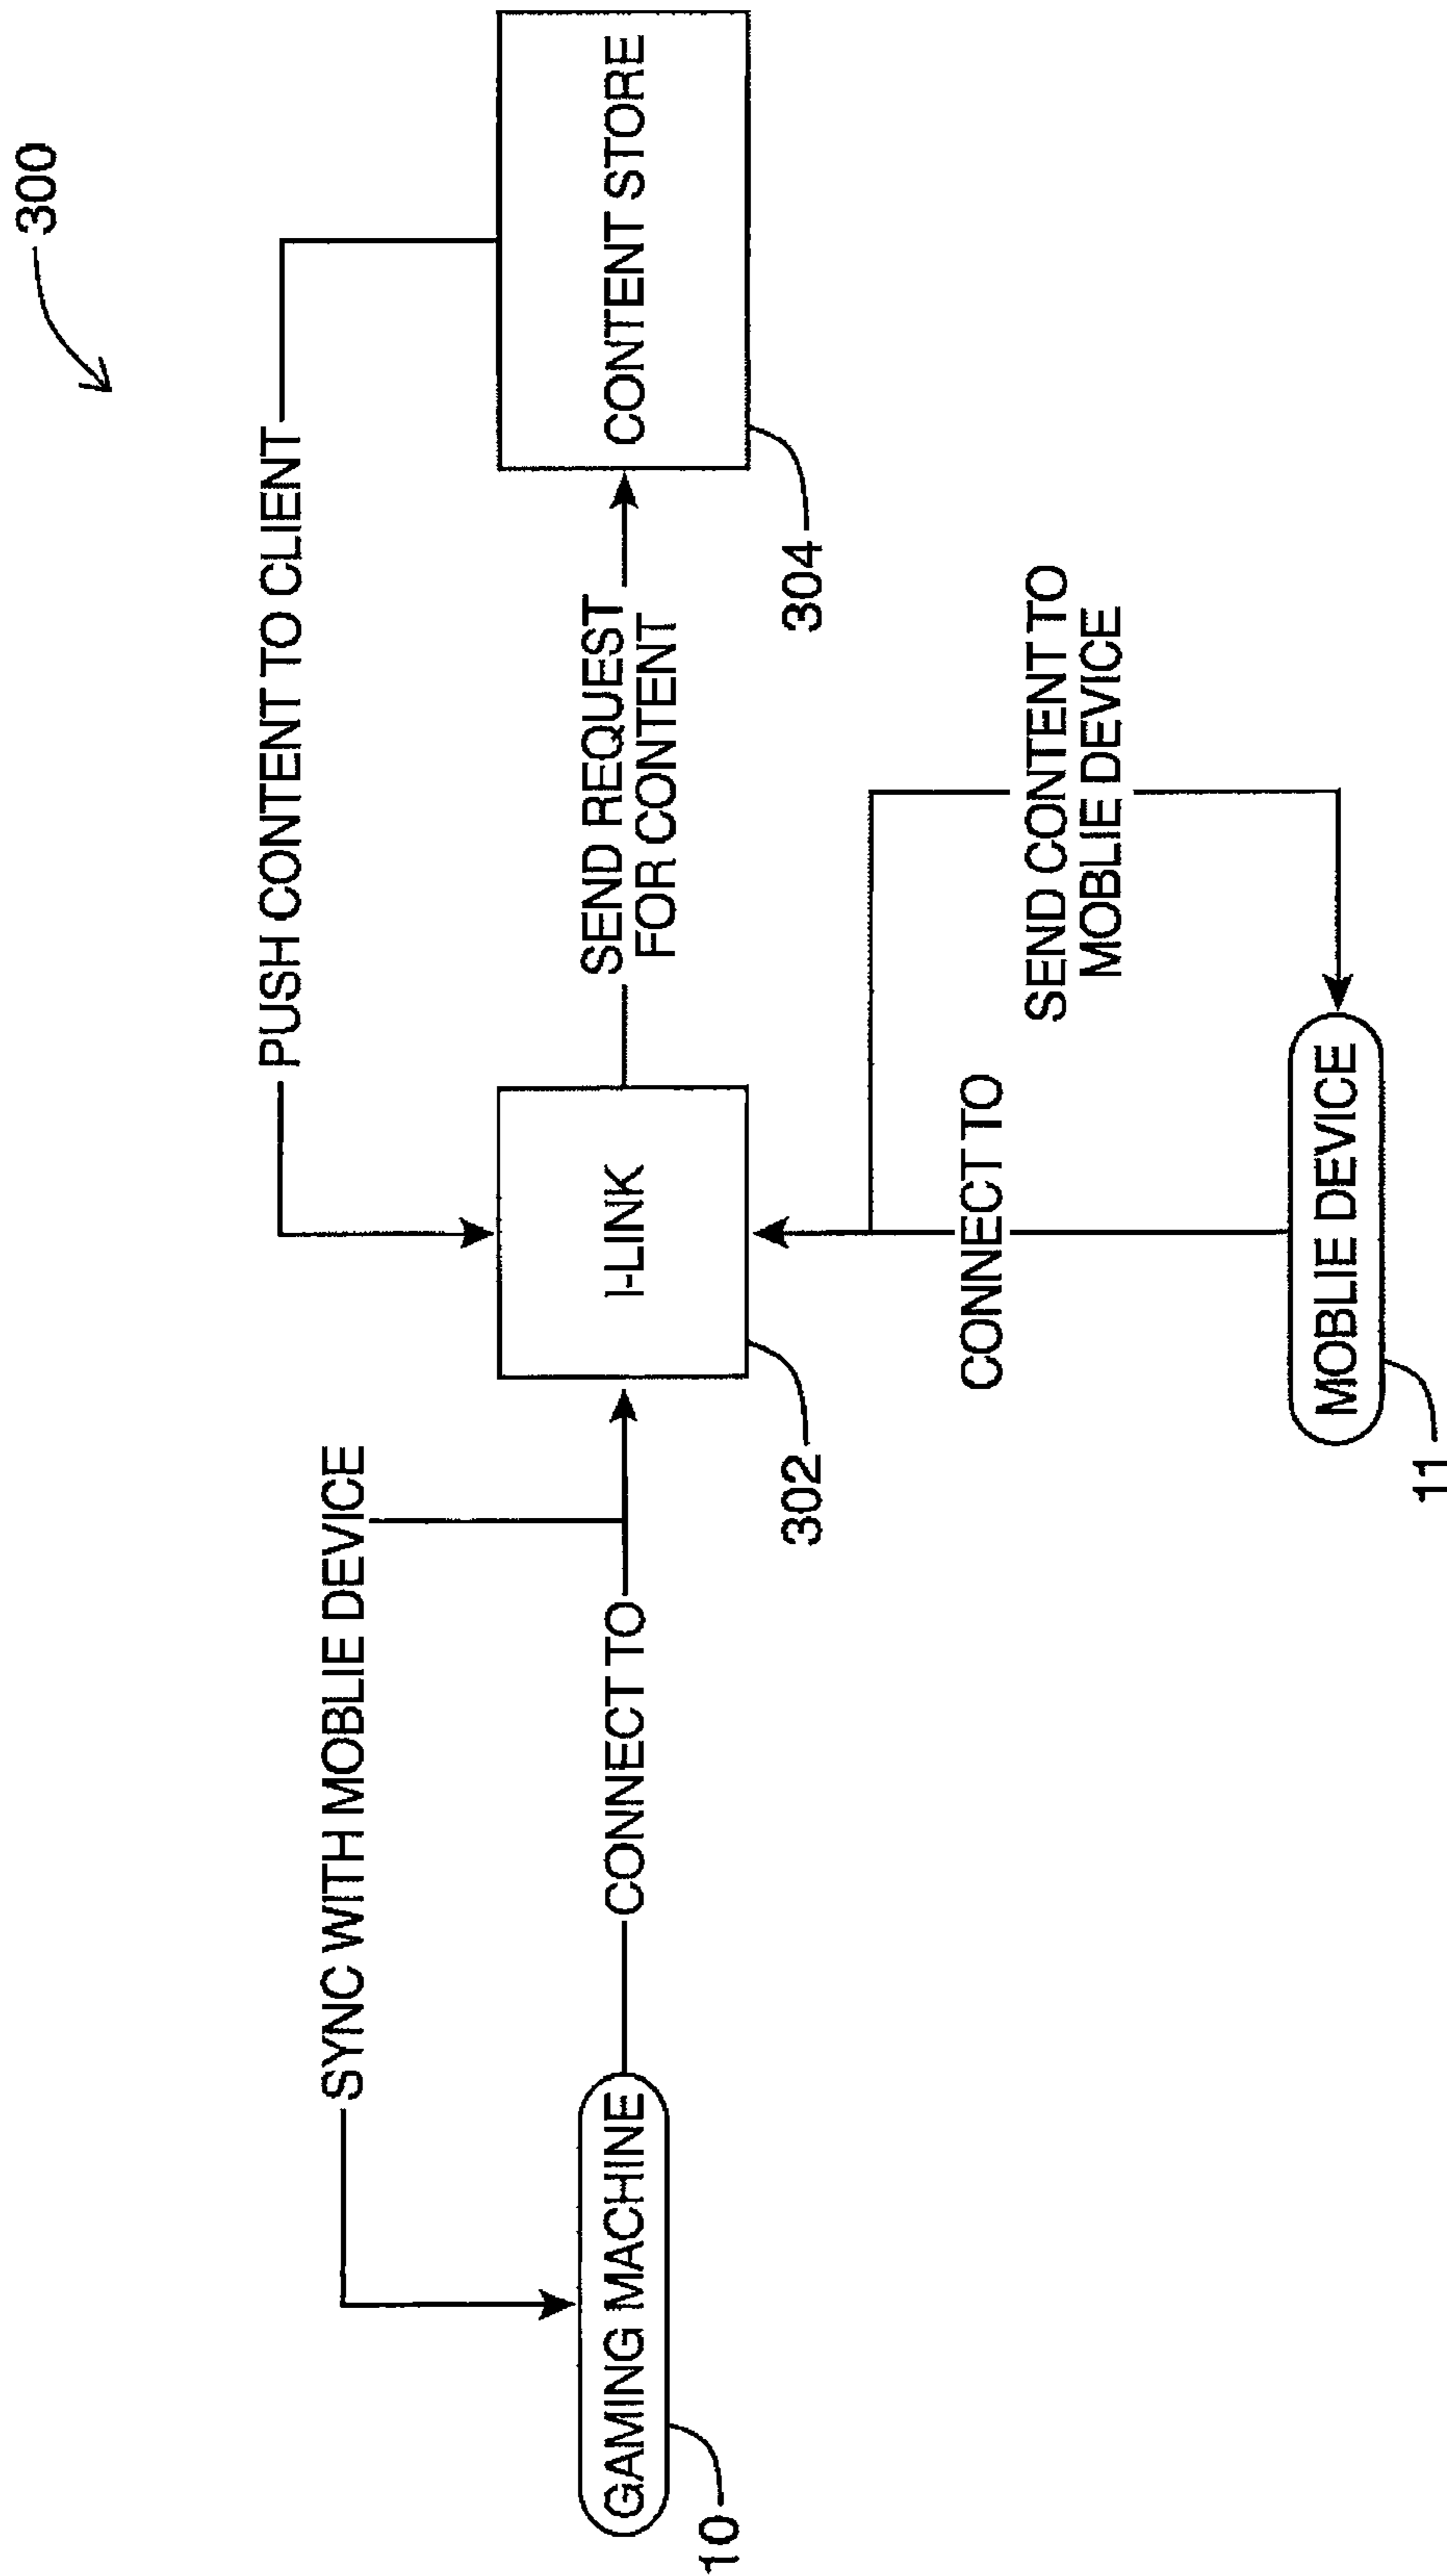 300
PUSH CONTENT TO CLIENT
SYNC WITH MOBLIE DEVICE
GAMING MACHINE
CONNECT TO
I-LINK
SEND REQUEST
FOR CONTENT
CONTENT STORE
10
302
304
CONNECT TO
SEND CONTENT TO
MOBLIE DEVICE
MOBLIE DEVICE
11